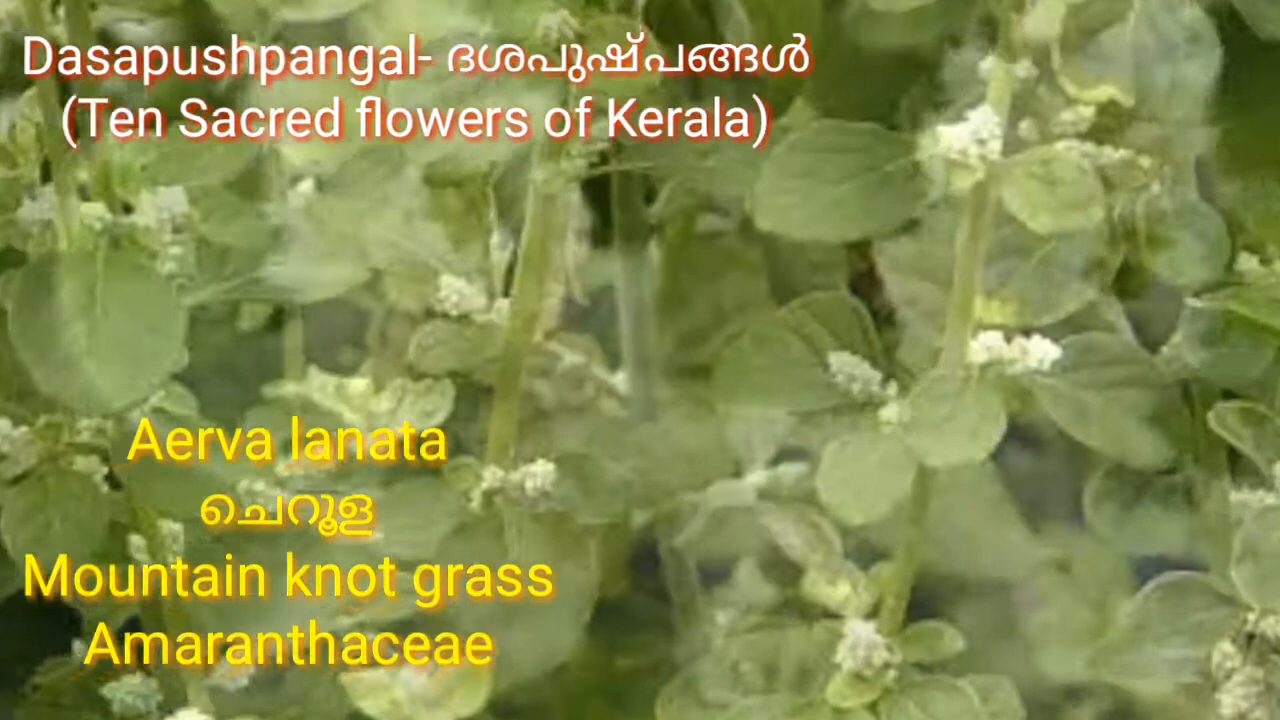 Dasapushpangal- ദശപുഷ്പങ്ങൾ
(Ten Sacred flowers of Kerala)
Aerva lanata
ചെറൂള
Mountain knot grass
Amaranthaceae